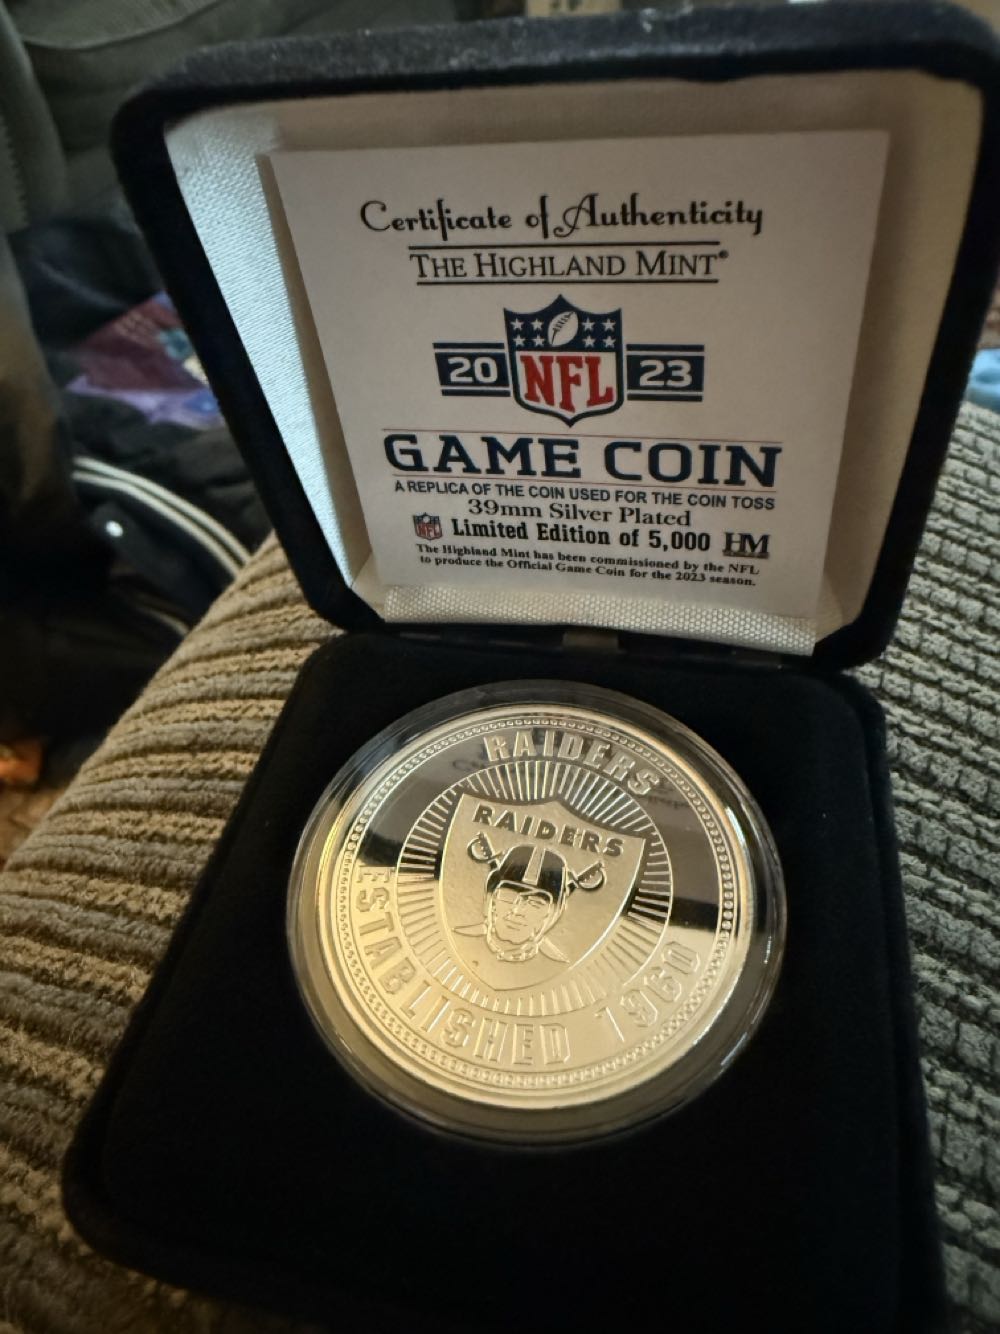 Certificate of Authenticity
THE HIGHLAND MINT®
20 NFL 23
GAME COIN
A REPLICA OF THE COIN USED FOR THE COIN TOSS
39mm Silver Plated
NFL Limited Edition of 5,000 HM
The Highland Mint has been commissioned by the NFL
to produce the Official Game Coin for the 2023 season.
RAIDERS
RAIDERS
ESTABLISHED 1960